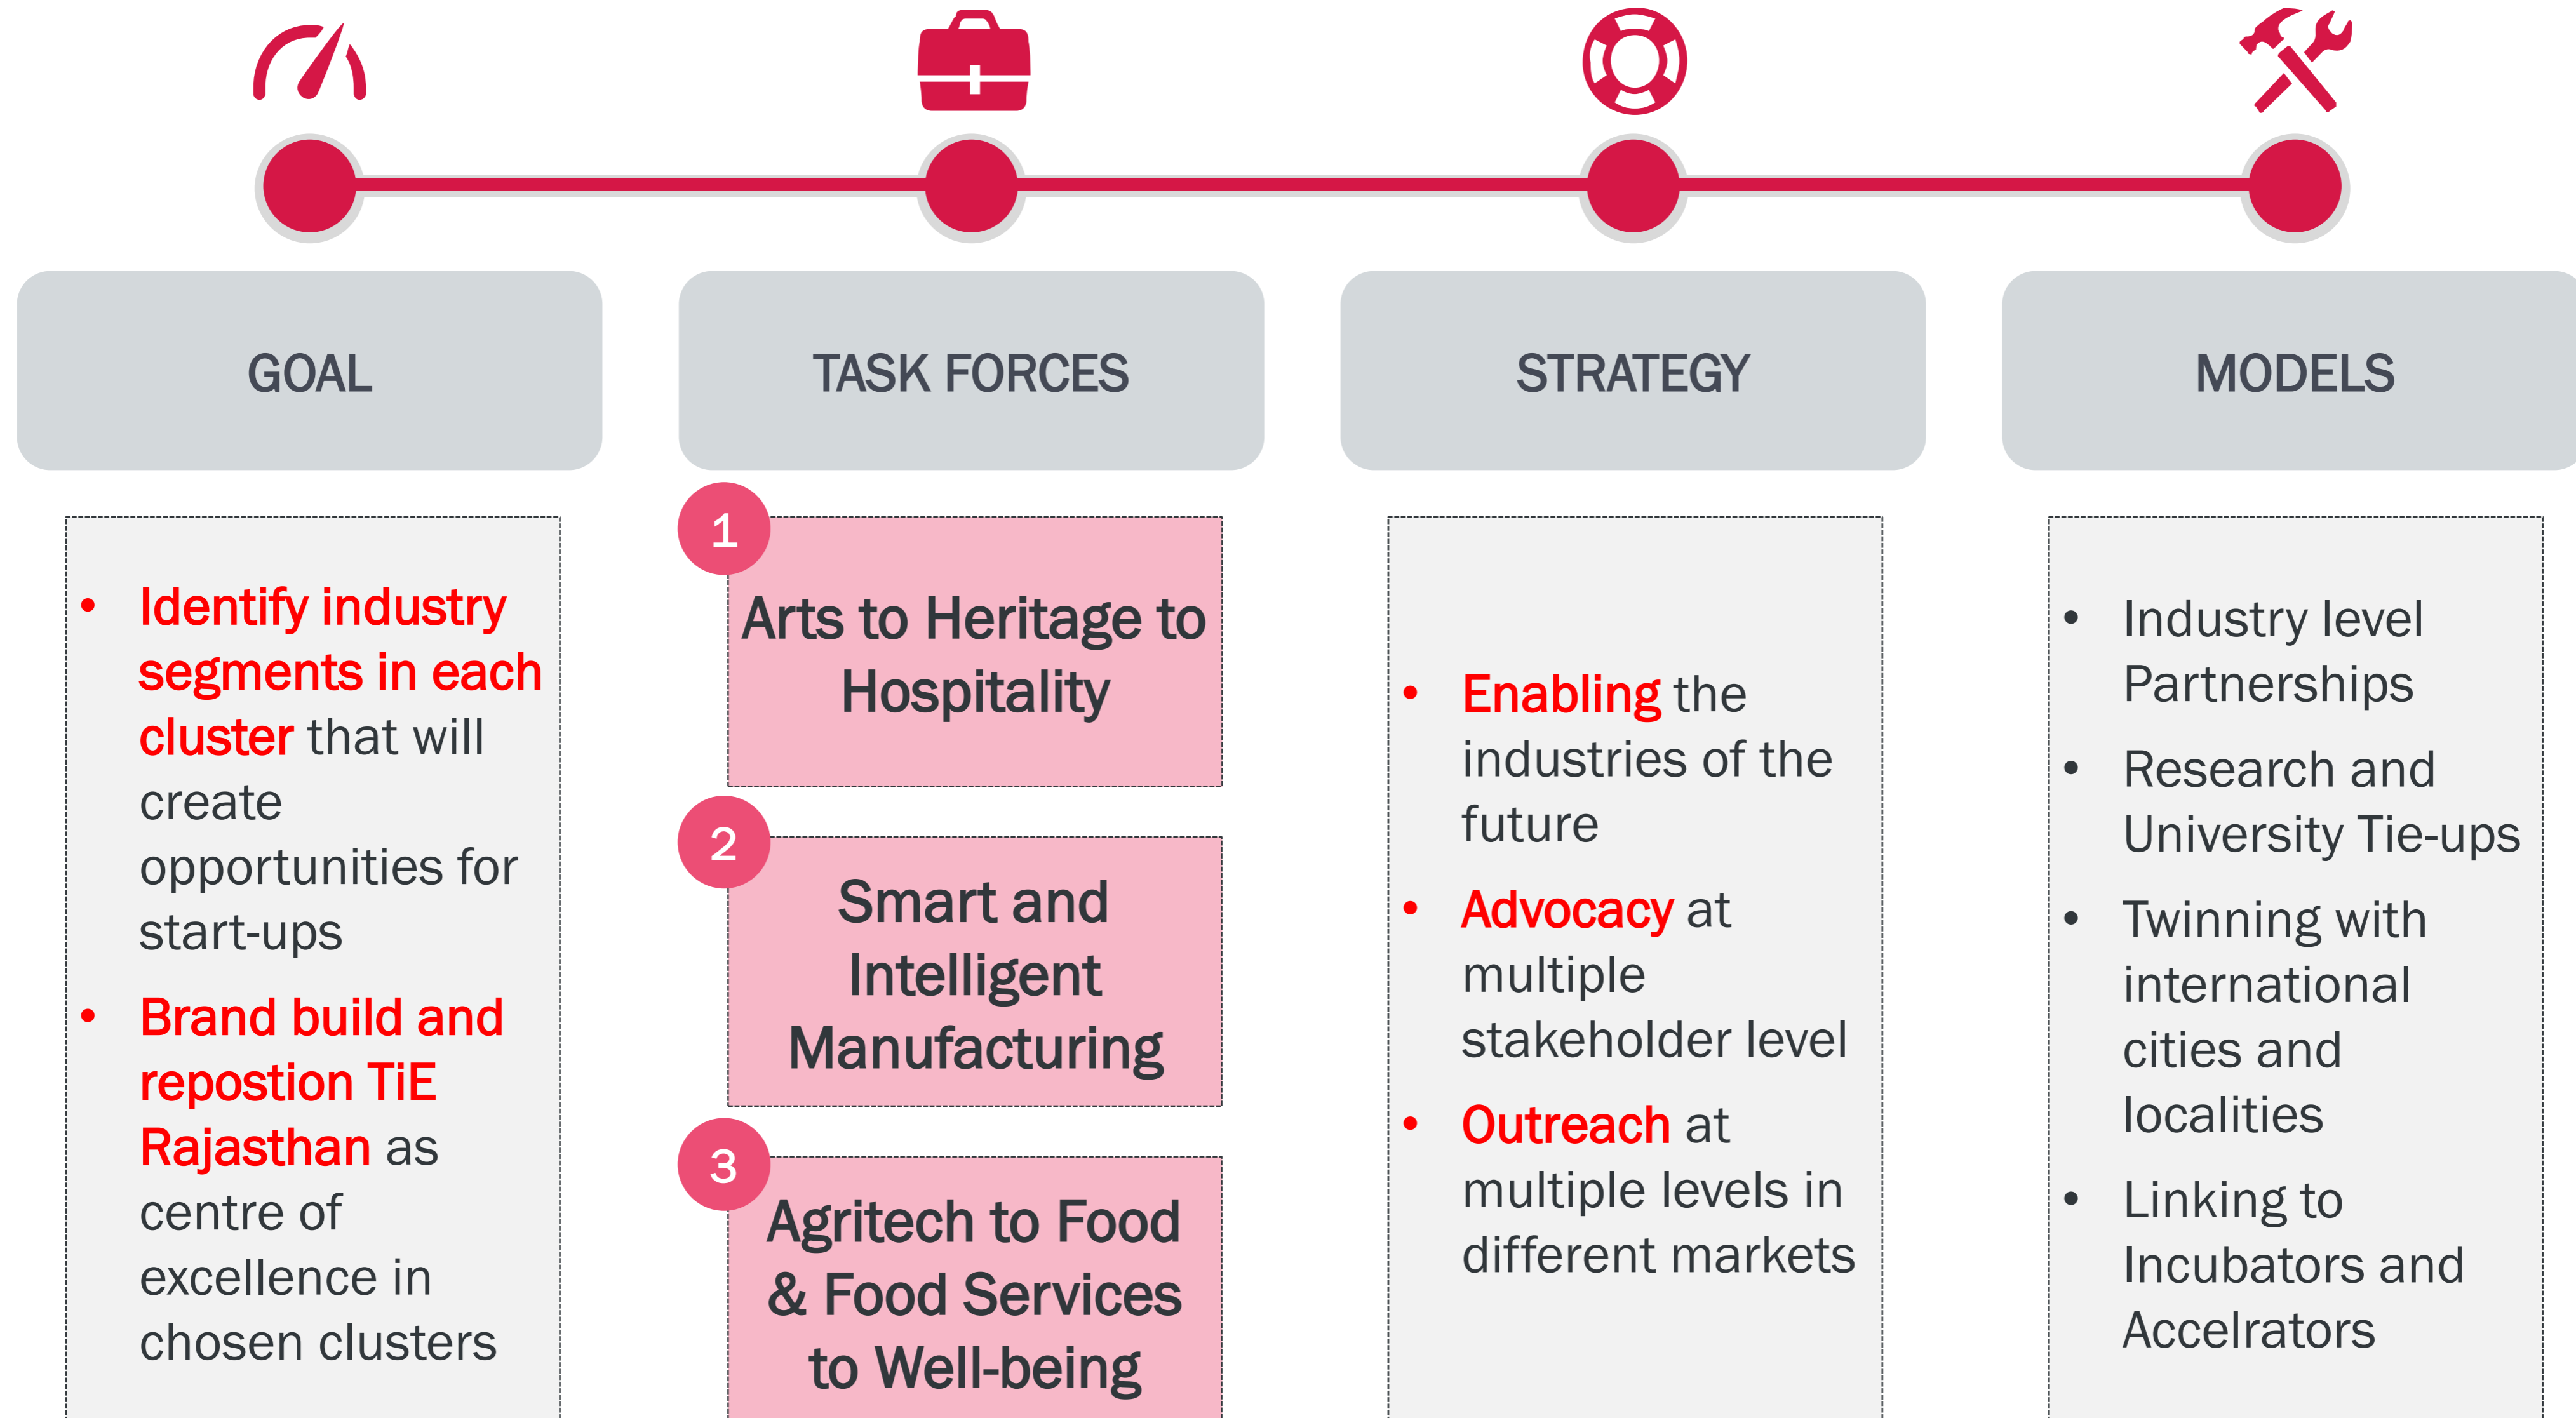 GOAL
TASK FORCES
STRATEGY
MODELS
• Identify industry
segments in each
cluster that will
create
opportunities for
start-ups
• Brand build and
repostion TiE
Rajasthan as
centre of
excellence in
chosen clusters
1
Arts to Heritage to
Hospitality
2
Smart and
Intelligent
Manufacturing
3
Agritech to Food
& Food Services
to Well-being
• Enabling the
industries of the
future
• Advocacy at
multiple
stakeholder level
• Outreach at
multiple levels in
different markets
• Industry level
Partnerships
• Research and
University Tie-ups
• Twinning with
international
cities and
localities
• Linking to
Incubators and
Accelrators